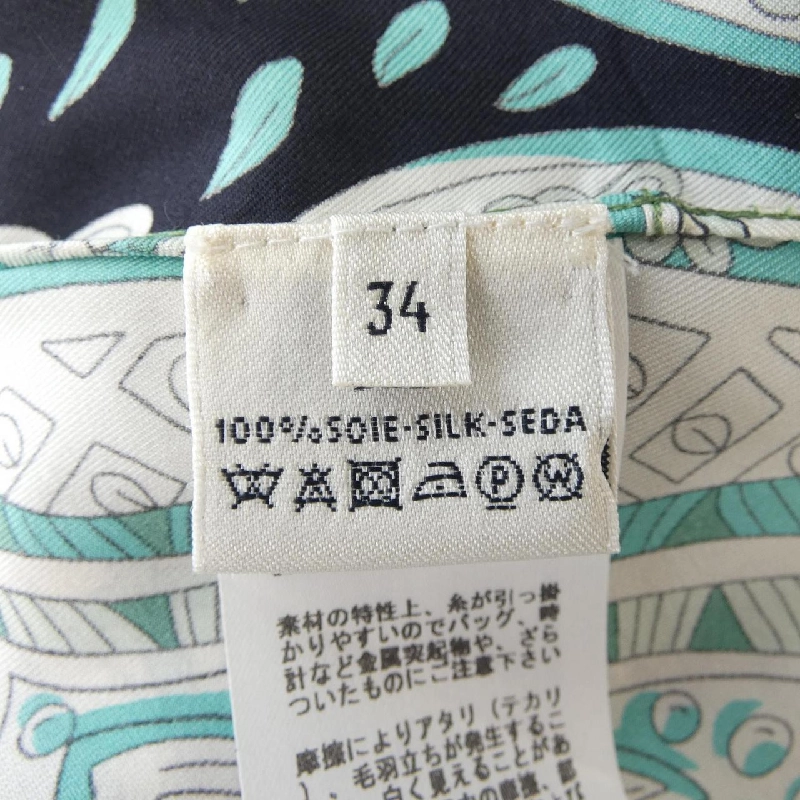 34
100%SOIE-SILK-SEDA
P W
素材の特性上、糸が引っ掛
かりやすいのでバッグ、時
計など金属突起物や、ざら
ついたものにご注意下さい
摩擦によりアタリ（テカリ
）、毛羽立ちが発生するこ
白く見えることがあ
の摩擦、部